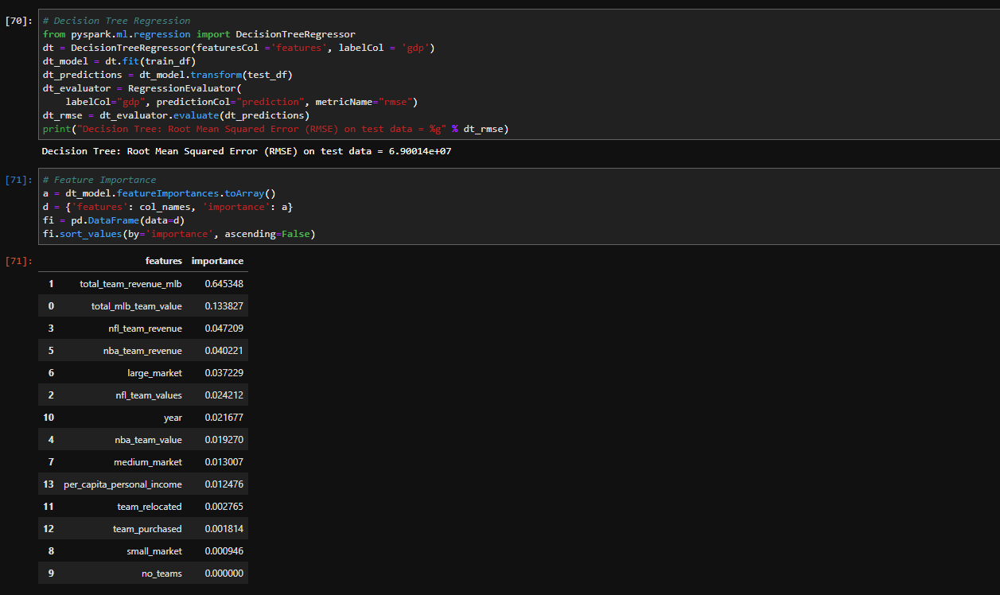 [70]: # Decision Tree Regression
from pyspark.ml.regression import DecisionTreeRegressor
dt = DecisionTreeRegressor(featuresCol ='features', labelCol = 'gdp')
dt_model = dt.fit(train_df)
dt_predictions = dt_model.transform(test_df)
dt_evaluator = RegressionEvaluator(
    labelCol="gdp", predictionCol="prediction", metricName="rmse")
dt_rmse = dt_evaluator.evaluate(dt_predictions)
print("Decision Tree: Root Mean Squared Error (RMSE) on test data = %g" % dt_rmse)
Decision Tree: Root Mean Squared Error (RMSE) on test data = 6.90014e+07
[71]: # Feature Importance
a = dt_model.featureImportances.toArray()
d = {'features': col_names, 'importance': a}
fi = pd.DataFrame(data=d)
fi.sort_values(by='importance', ascending=False)
[71]: features importance
1 total_team_revenue_mlb 0.645348
0 total_mlb_team_value 0.133827
3 nfl_team_revenue 0.047209
5 nba_team_revenue 0.040221
6 large_market 0.037229
2 nfl_team_values 0.024212
10 year 0.021677
4 nba_team_value 0.019270
7 medium_market 0.013007
13 per_capita_personal_income 0.012476
11 team_relocated 0.002765
12 team_purchased 0.001814
8 small_market 0.000946
9 no_teams 0.000000